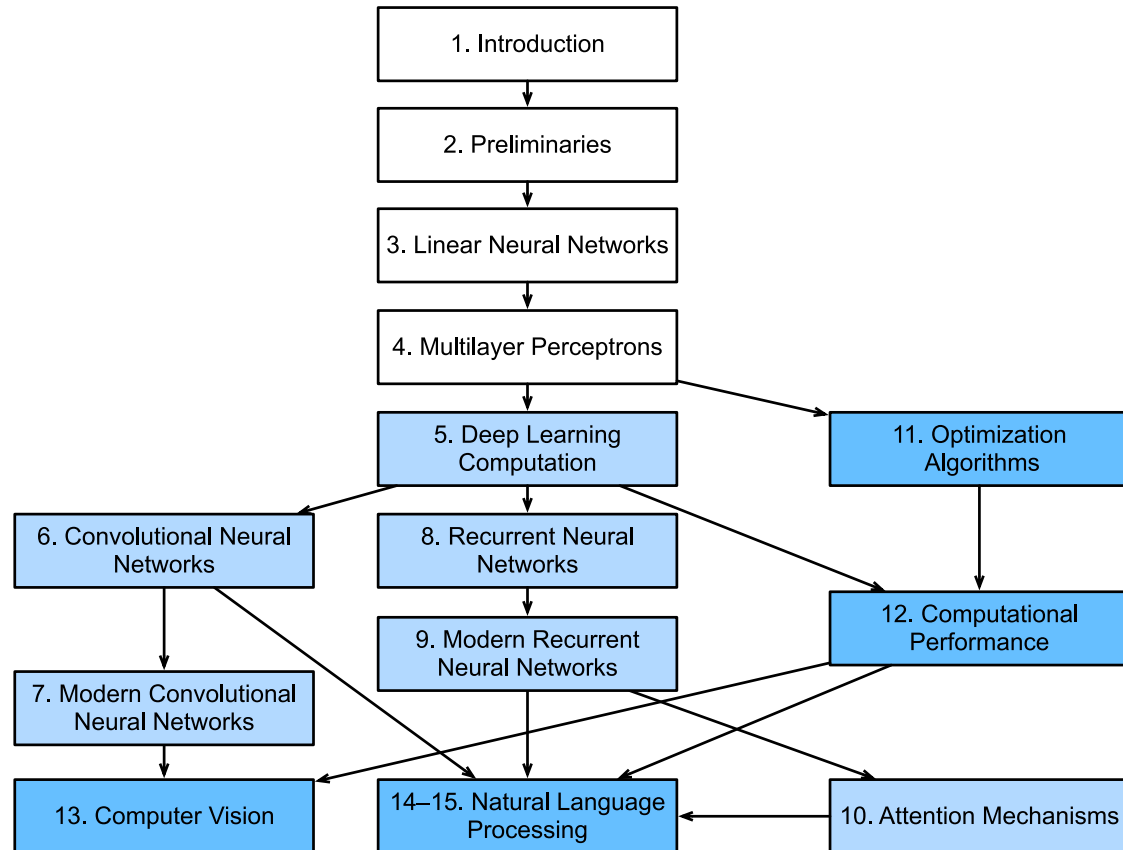 1. Introduction
2. Preliminaries
3. Linear Neural Networks
4. Multilayer Perceptrons
5. Deep Learning
Computation
11. Optimization
Algorithms
6. Convolutional Neural
Networks
8. Recurrent Neural
Networks
12. Computational
Performance
9. Modern Recurrent
Neural Networks
7. Modern Convolutional
Neural Networks
13. Computer Vision
14–15. Natural Language
Processing
10. Attention Mechanisms